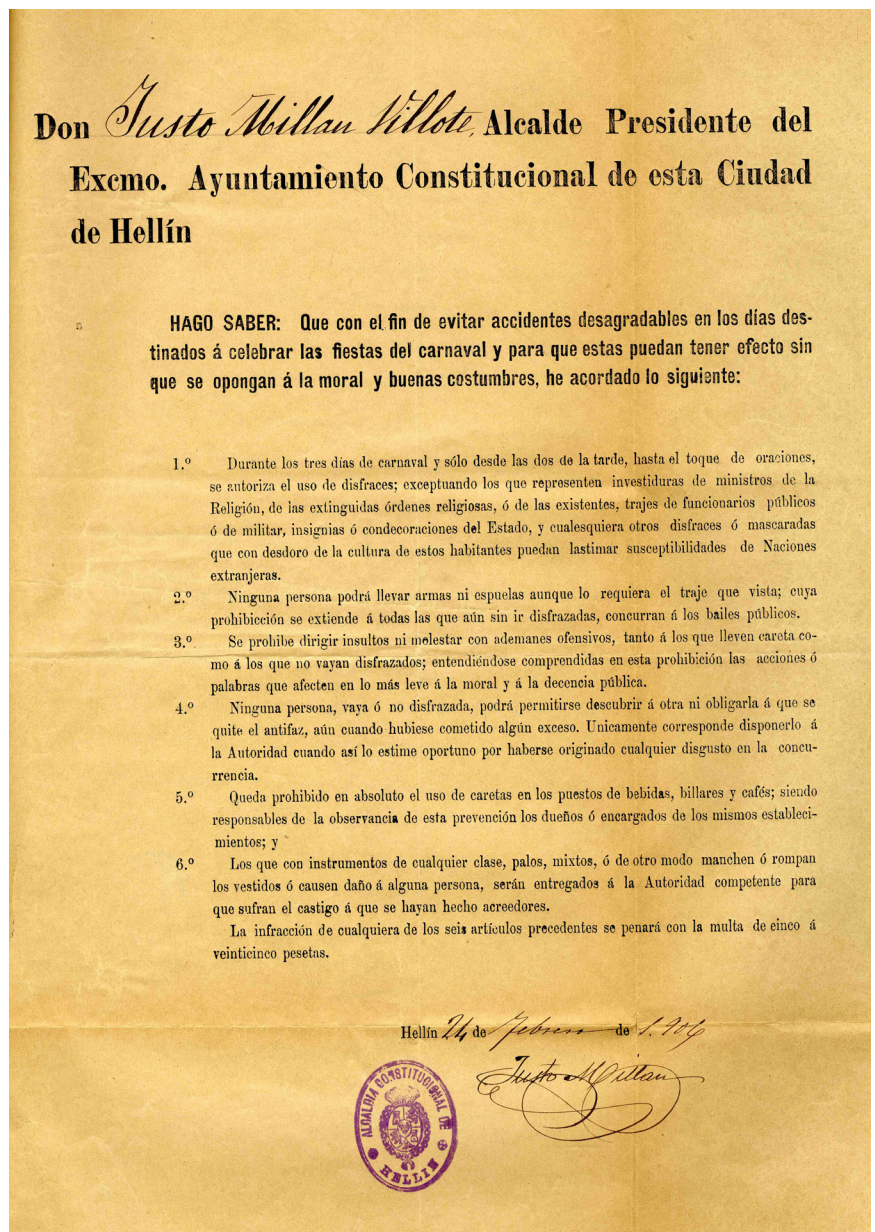 Don Justo Millan Villote, Alcalde Presidente del
Excmo. Ayuntamiento Constitucional de esta Ciudad
de Hellín
HAGO SABER: Que con el fin de evitar accidentes desagradables en los días des-
tinados á celebrar las fiestas del carnaval y para que estas puedan tener efecto sin
que se opongan á la moral y buenas costumbres, he acordado lo siguiente:
1.º Durante los tres días de carnaval y sólo desde las dos de la tarde, hasta el toque de oraciones,
se autoriza el uso de disfraces; exceptuando los que representen investiduras de ministros de la
Religión, de las extinguidas órdenes religiosas, ó de las existentes, trajes de funcionarios públicos
ó de militar, insignias ó condecoraciones del Estado, y cualesquiera otros disfraces ó mascaradas
que con desdoro de la cultura de estos habitantes puedan lastimar susceptibilidades de Naciones
extranjeras.
2.º Ninguna persona podrá llevar armas ni espuelas aunque lo requiera el traje que vista; cuya
prohibicción se extiende á todas las que aún sin ir disfrazadas, concurran á los bailes públicos.
3.º Se prohibe dirigir insultos ni molestar con ademanes ofensivos, tanto á los que lleven careta co-
mo á los que no vayan disfrazados; entendiéndose comprendidas en esta prohibición las acciones ó
palabras que afecten en lo más leve á la moral y á la decencia pública.
4.º Ninguna persona, vaya ó no disfrazada, podrá permitirse descubrir á otra ni obligarla á que se
quite el antifaz, aún cuando hubiese cometido algún exceso. Unicamente corresponde disponerlo á
la Autoridad cuando así lo estime oportuno por haberse originado cualquier disgusto en la concu-
rrencia.
5.º Queda prohibido en absoluto el uso de caretas en los puestos de bebidas, billares y cafés; siendo
responsables de la observancia de esta prevención los dueños ó encargados de los mismos estableci-
mientos; y
6.º Los que con instrumentos de cualquier clase, palos, mixtos, ó de otro modo manchen ó rompan
los vestidos ó causen daño á alguna persona, serán entregados á la Autoridad competente para
que sufran el castigo á que se hayan hecho acreedores.
La infracción de cualquiera de los seis artículos precedentes se penará con la multa de cinco á
veinticinco pesetas.
Hellín 24 de Febrero de 1.906
Justo Millan
ALCALDIA CONSTITUCIONAL DE
HELLIN